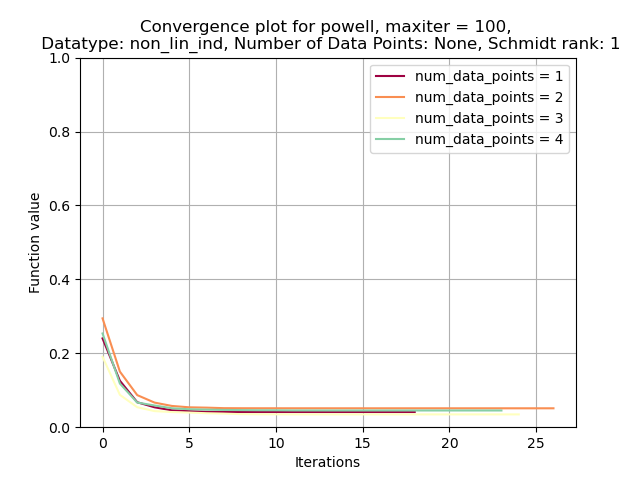 Convergence plot for powell, maxiter = 100,
Datatype: non_lin_ind, Number of Data Points: None, Schmidt rank: 1
1.0
num_data_points = 1
num_data_points = 2
num_data_points = 3
num_data_points = 4
0.8
0.6
0.4
0.2
0.0
Function value
0 5 10 15 20 25
Iterations